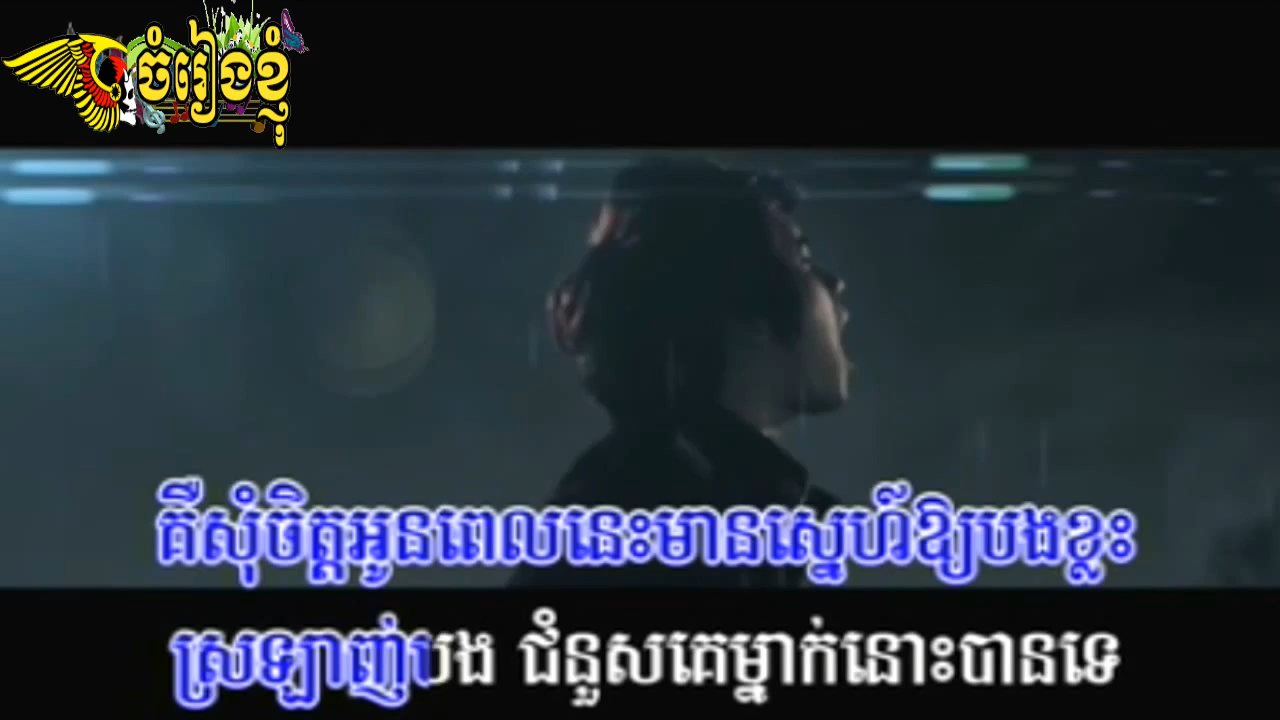 ចំរៀងខ្ញុំ
គឺសុំចិត្តអូនពេលនេះមានស្នេហ៍ឱ្យបងខ្លះ
ស្រឡាញ់បង ជំនួសគេម្នាក់នោះបានទេ